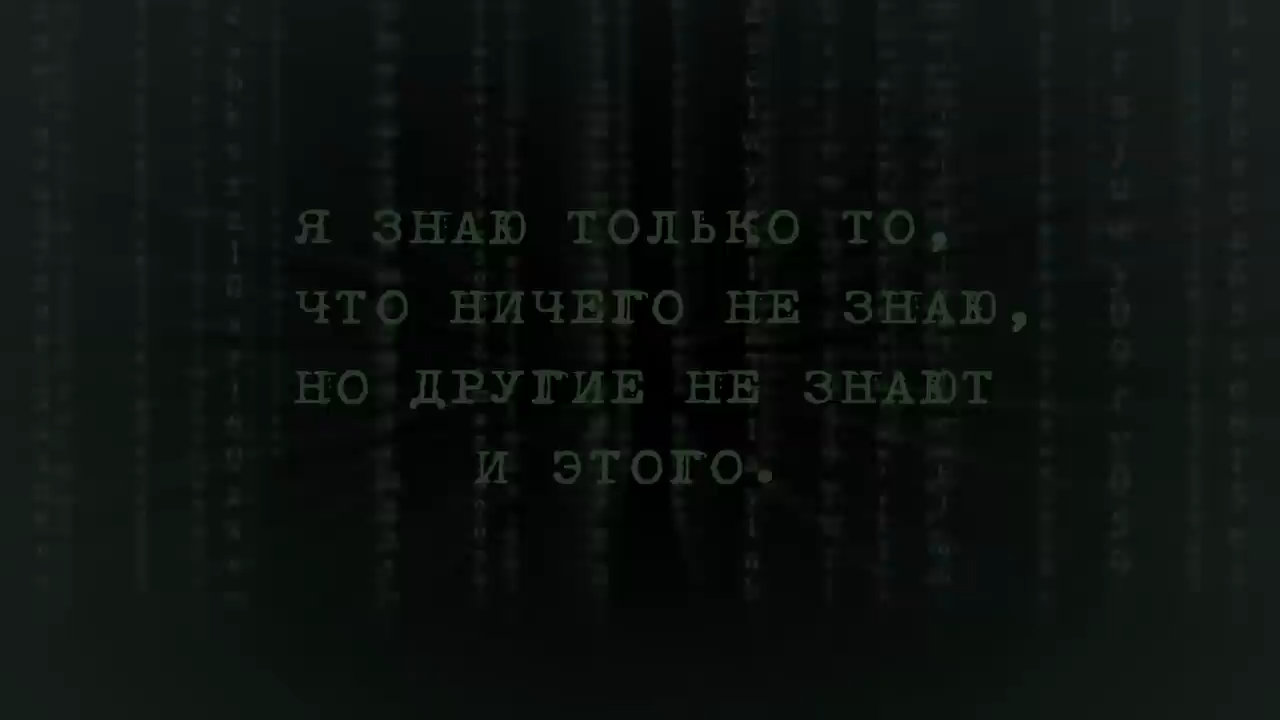 Я ЗНАЮ ТОЛЬКО ТО,
ЧТО НИЧЕГО НЕ ЗНАЮ,
НО ДРУГИЕ НЕ ЗНАЮТ
И ЭТОГО.